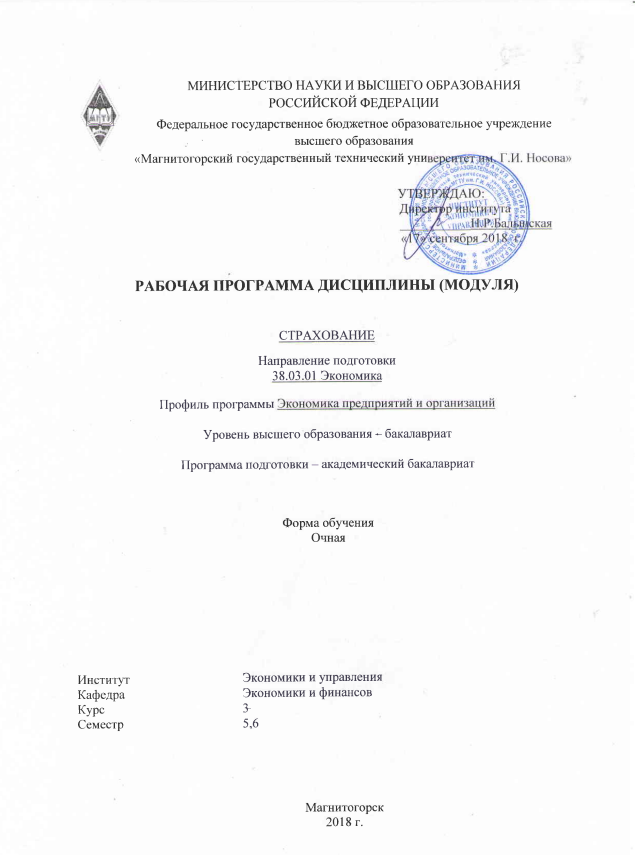 МИНИСТЕРСТВО НАУКИ И ВЫСШЕГО ОБРАЗОВАНИЯ
РОССИЙСКОЙ ФЕДЕРАЦИИ
Федеральное государственное бюджетное образовательное учреждение
высшего образования
«Магнитогорский государственный технический университет им. Г.И. Носова»
УТВЕРЖДАЮ:
Директор института
Н.Р.Балынская
«17» сентября 2018 г.
РАБОЧАЯ ПРОГРАММА ДИСЦИПЛИНЫ (МОДУЛЯ)
СТРАХОВАНИЕ
Направление подготовки
38.03.01 Экономика
Профиль программы Экономика предприятий и организаций
Уровень высшего образования – бакалавриат
Программа подготовки – академический бакалавриат
Форма обучения
Очная
Институт Экономики и управления
Кафедра Экономики и финансов
Курс 3
Семестр 5,6
Магнитогорск
2018 г.